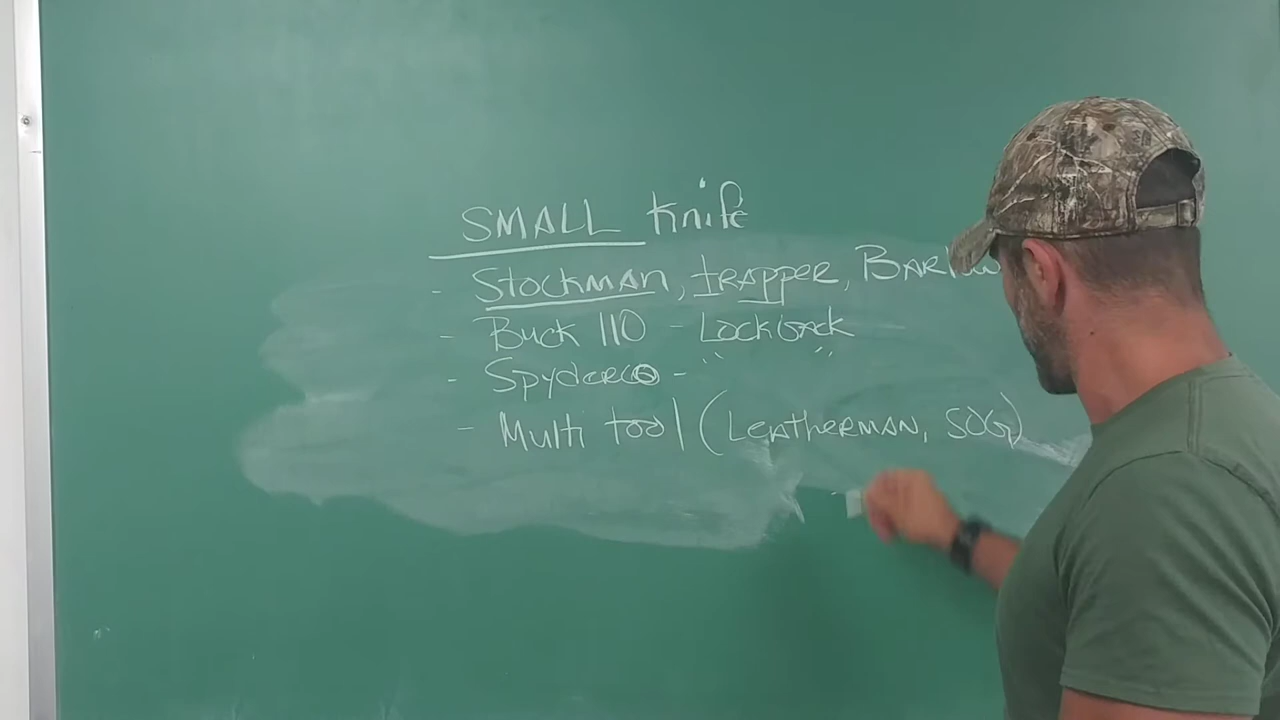 SMALL Knife
- Stockman, trapper, Barlow
- Buck 110 - Lockback
- Spyderco - " "
- Multi tool (Leatherman, SOG)